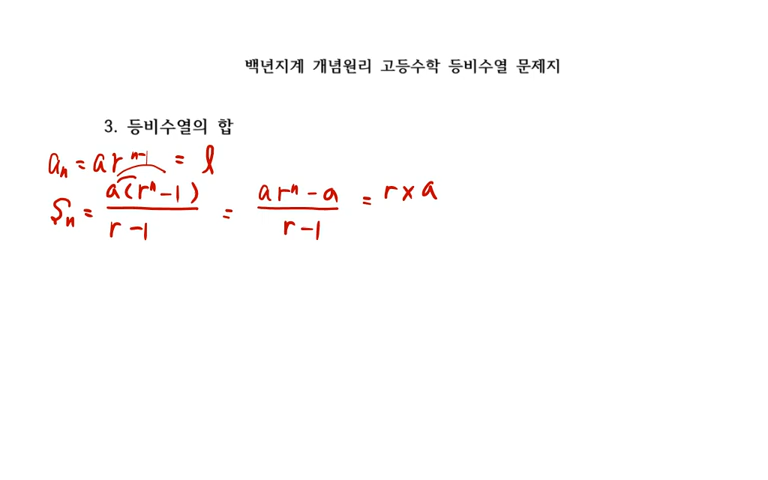 백년지계 개념원리 고등수학 등비수열 문제지
3. 등비수열의 합
aₙ = arⁿ⁻¹ = l
Sₙ = a(rⁿ-1)/(r-1) = (arⁿ-a)/(r-1) = r×a